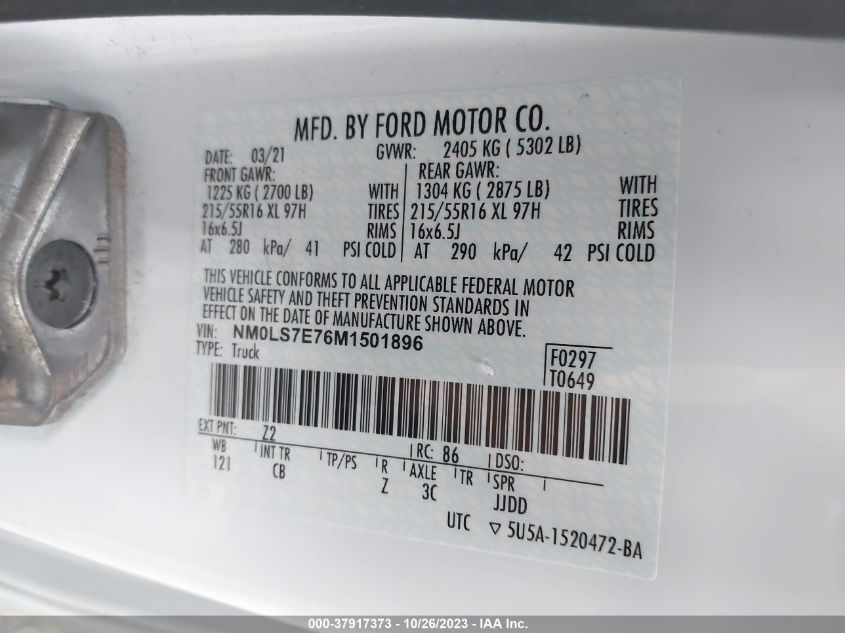 MFD. BY FORD MOTOR CO.
DATE: 03/21 GVWR: 2405 KG ( 5302 LB)
FRONT GAWR: REAR GAWR:
1225 KG ( 2700 LB) WITH 1304 KG ( 2875 LB) WITH
215/55R16 XL 97H TIRES 215/55R16 XL 97H TIRES
16x6.5J RIMS 16x6.5J RIMS
AT 280 kPa/ 41 PSI COLD AT 290 kPa/ 42 PSI COLD
THIS VEHICLE CONFORMS TO ALL APPLICABLE FEDERAL MOTOR
VEHICLE SAFETY AND THEFT PREVENTION STANDARDS IN
EFFECT ON THE DATE OF MANUFACTURE SHOWN ABOVE.
VIN: NM0LS7E76M1501896
TYPE: Truck
F0297
T0649
EXT PNT: Z2 RC: 86 DSO:
WB INT TR TP/PS R AXLE TR SPR
121 CB Z 3C JJDD
UTC ▽ 5U5A-1520472-BA
000-37917373 - 10/26/2023 - IAA Inc.